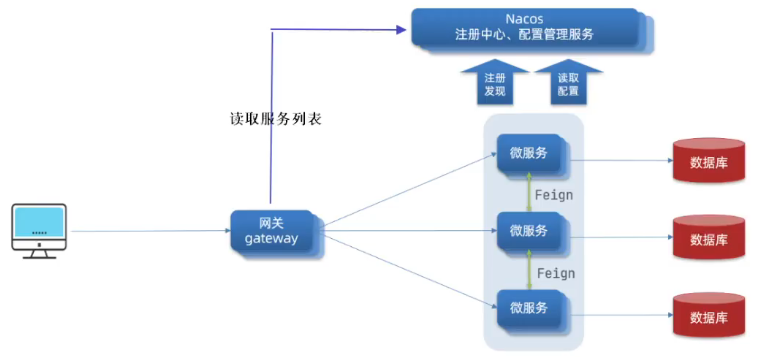 Nacos
注册中心、配置管理服务
注册
发现
读取
配置
读取服务列表
微服务
数据库
Feign
网关
gateway
微服务
数据库
Feign
微服务
数据库